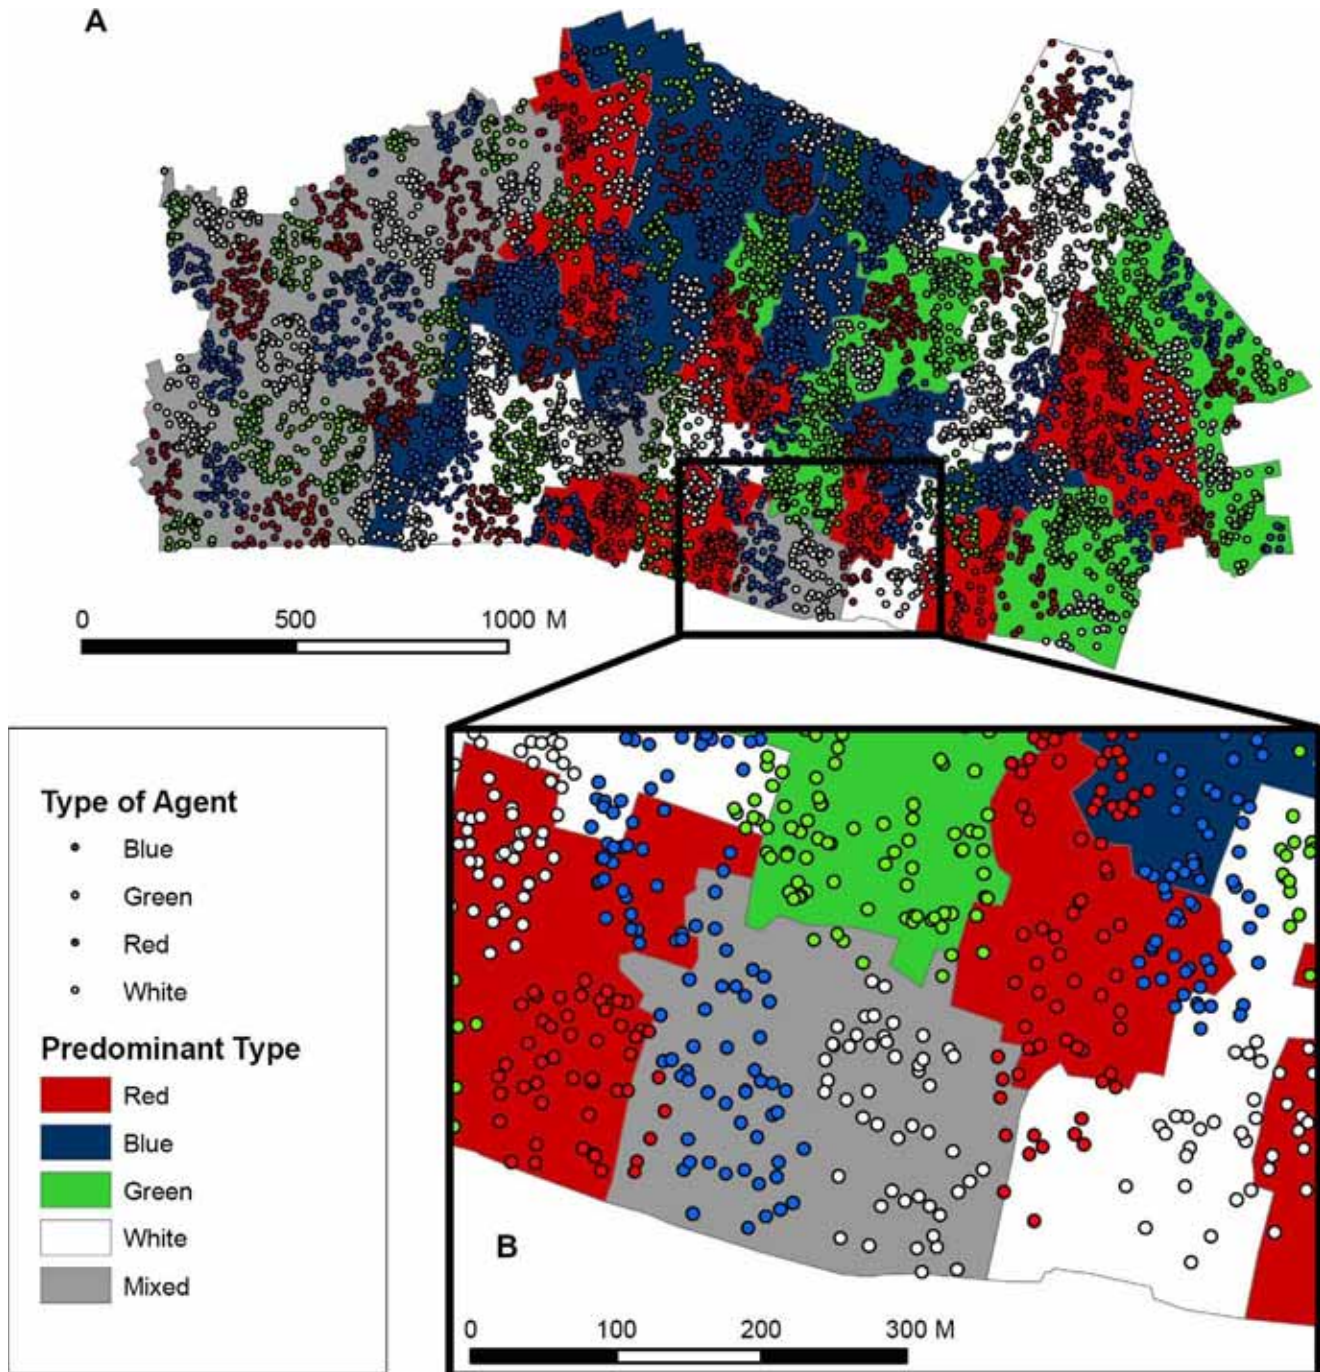 A
0 500 1000 M
Type of Agent
Blue
Green
Red
White
Predominant Type
Red
Blue
Green
White
Mixed
B
0 100 200 300 M